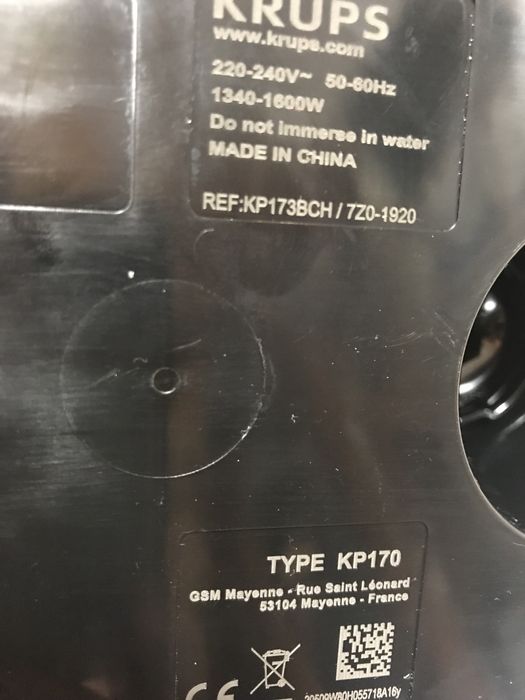 KRUPS
www.krups.com
220-240V~ 50-60Hz
1340-1600W
Do not immerse in water
MADE IN CHINA
REF:KP173BCH / 7Z0-1920
TYPE KP170
GSM Mayenne - Rue Saint Léonard
53104 Mayenne - France
CE